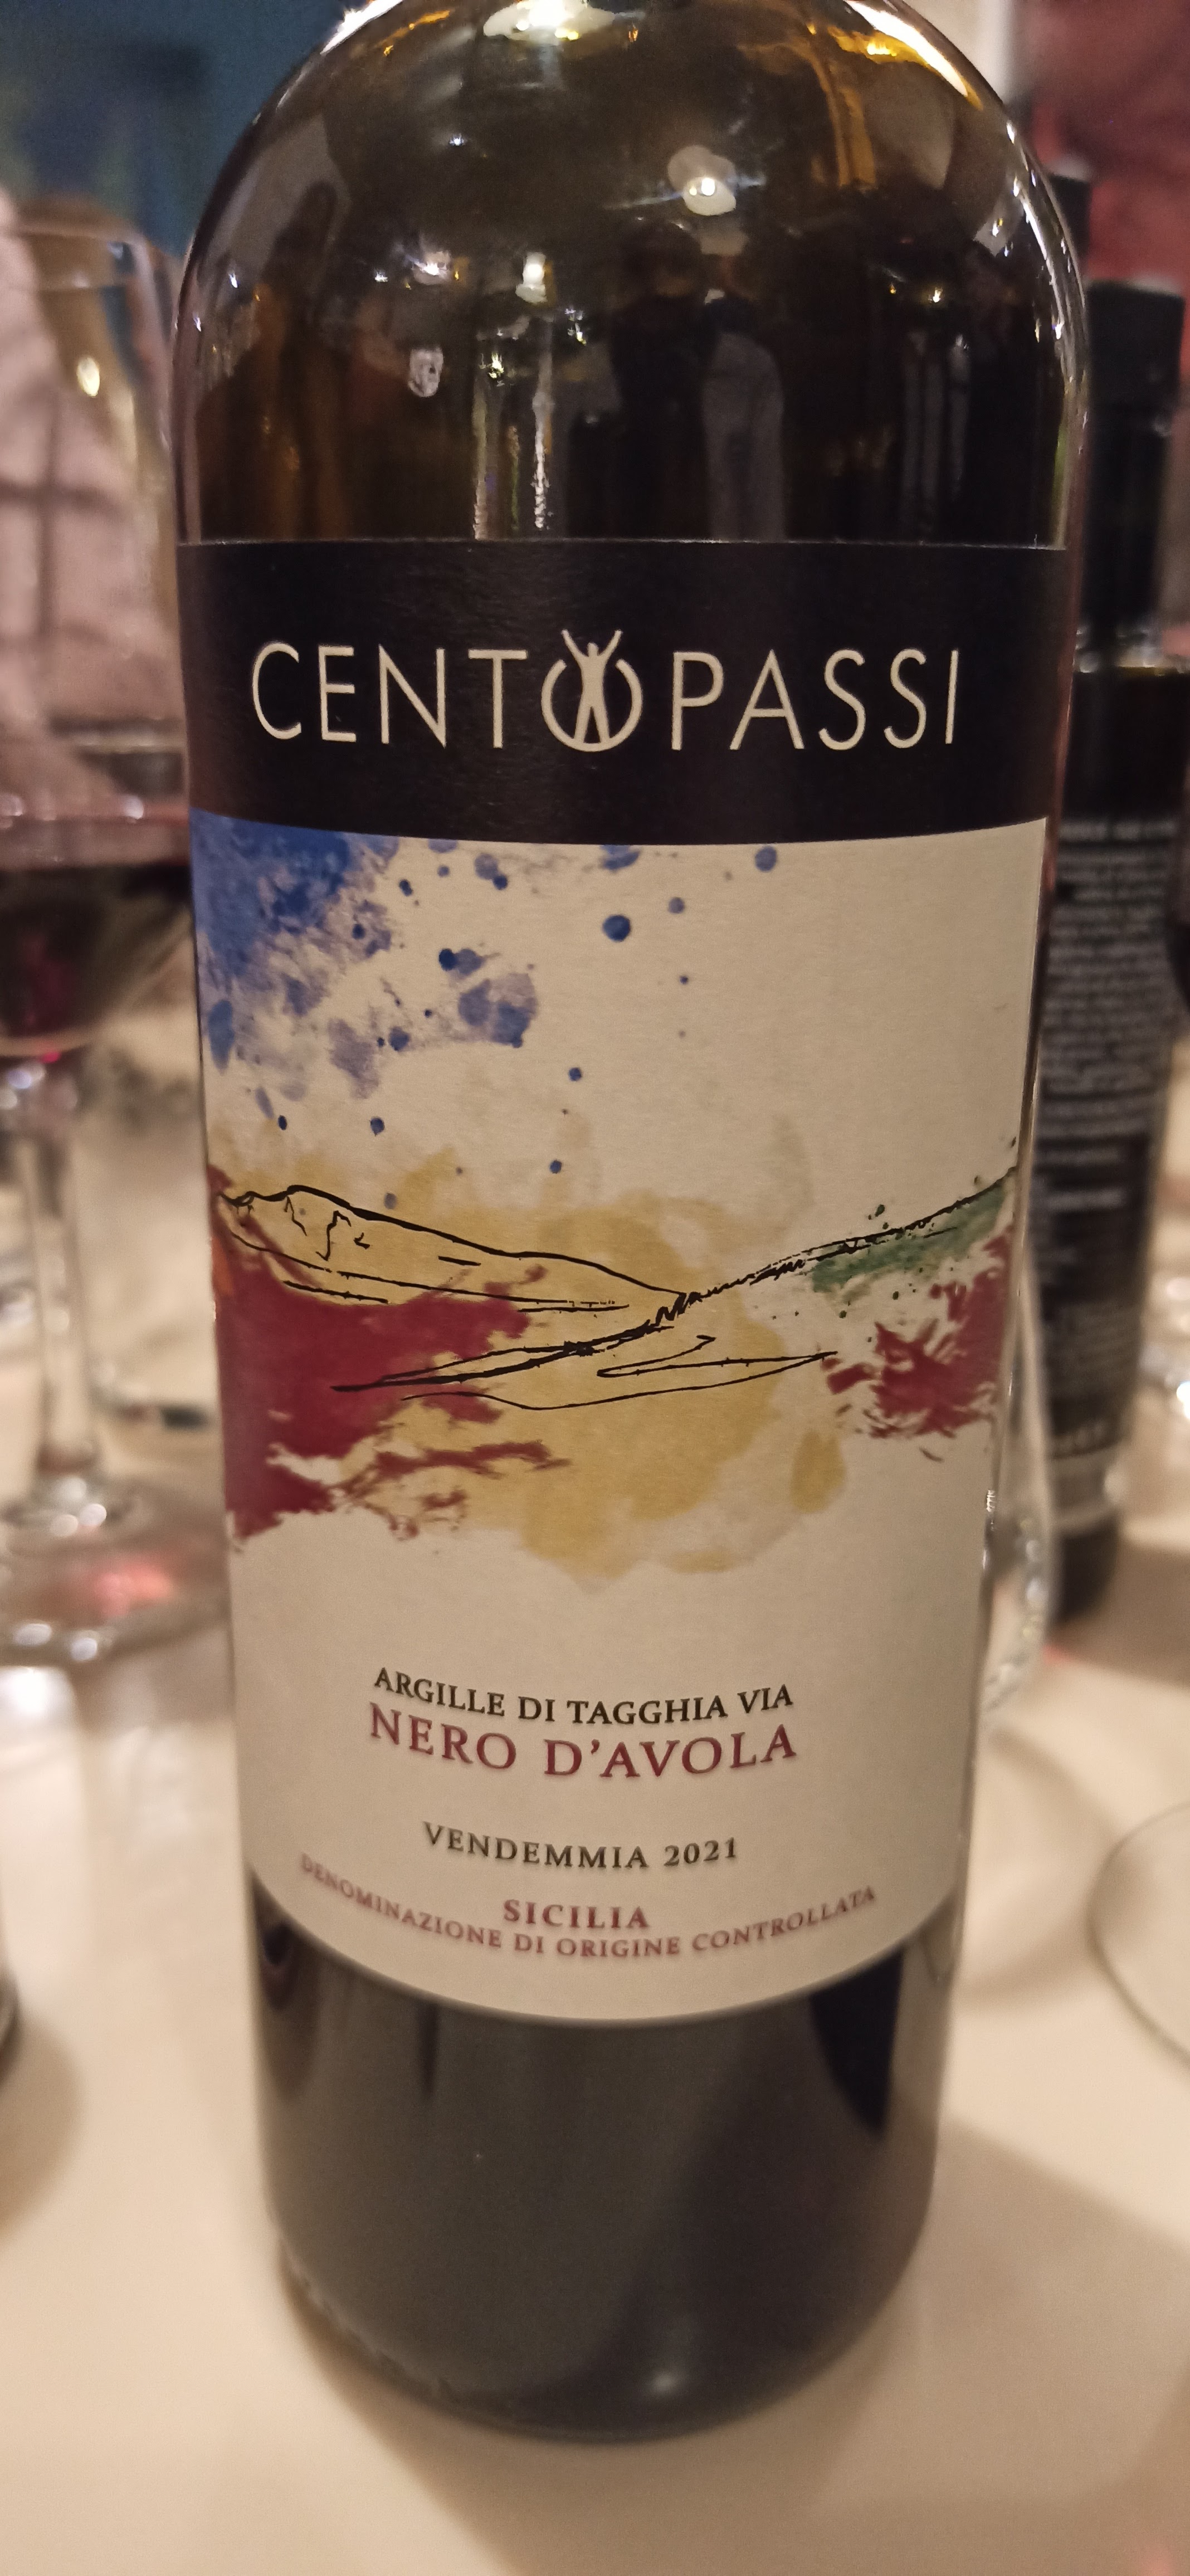 CENTOPASSI
ARGILLE DI TAGGHIA VIA
NERO D'AVOLA
VENDEMMIA 2021
SICILIA
DENOMINAZIONE DI ORIGINE CONTROLLATA